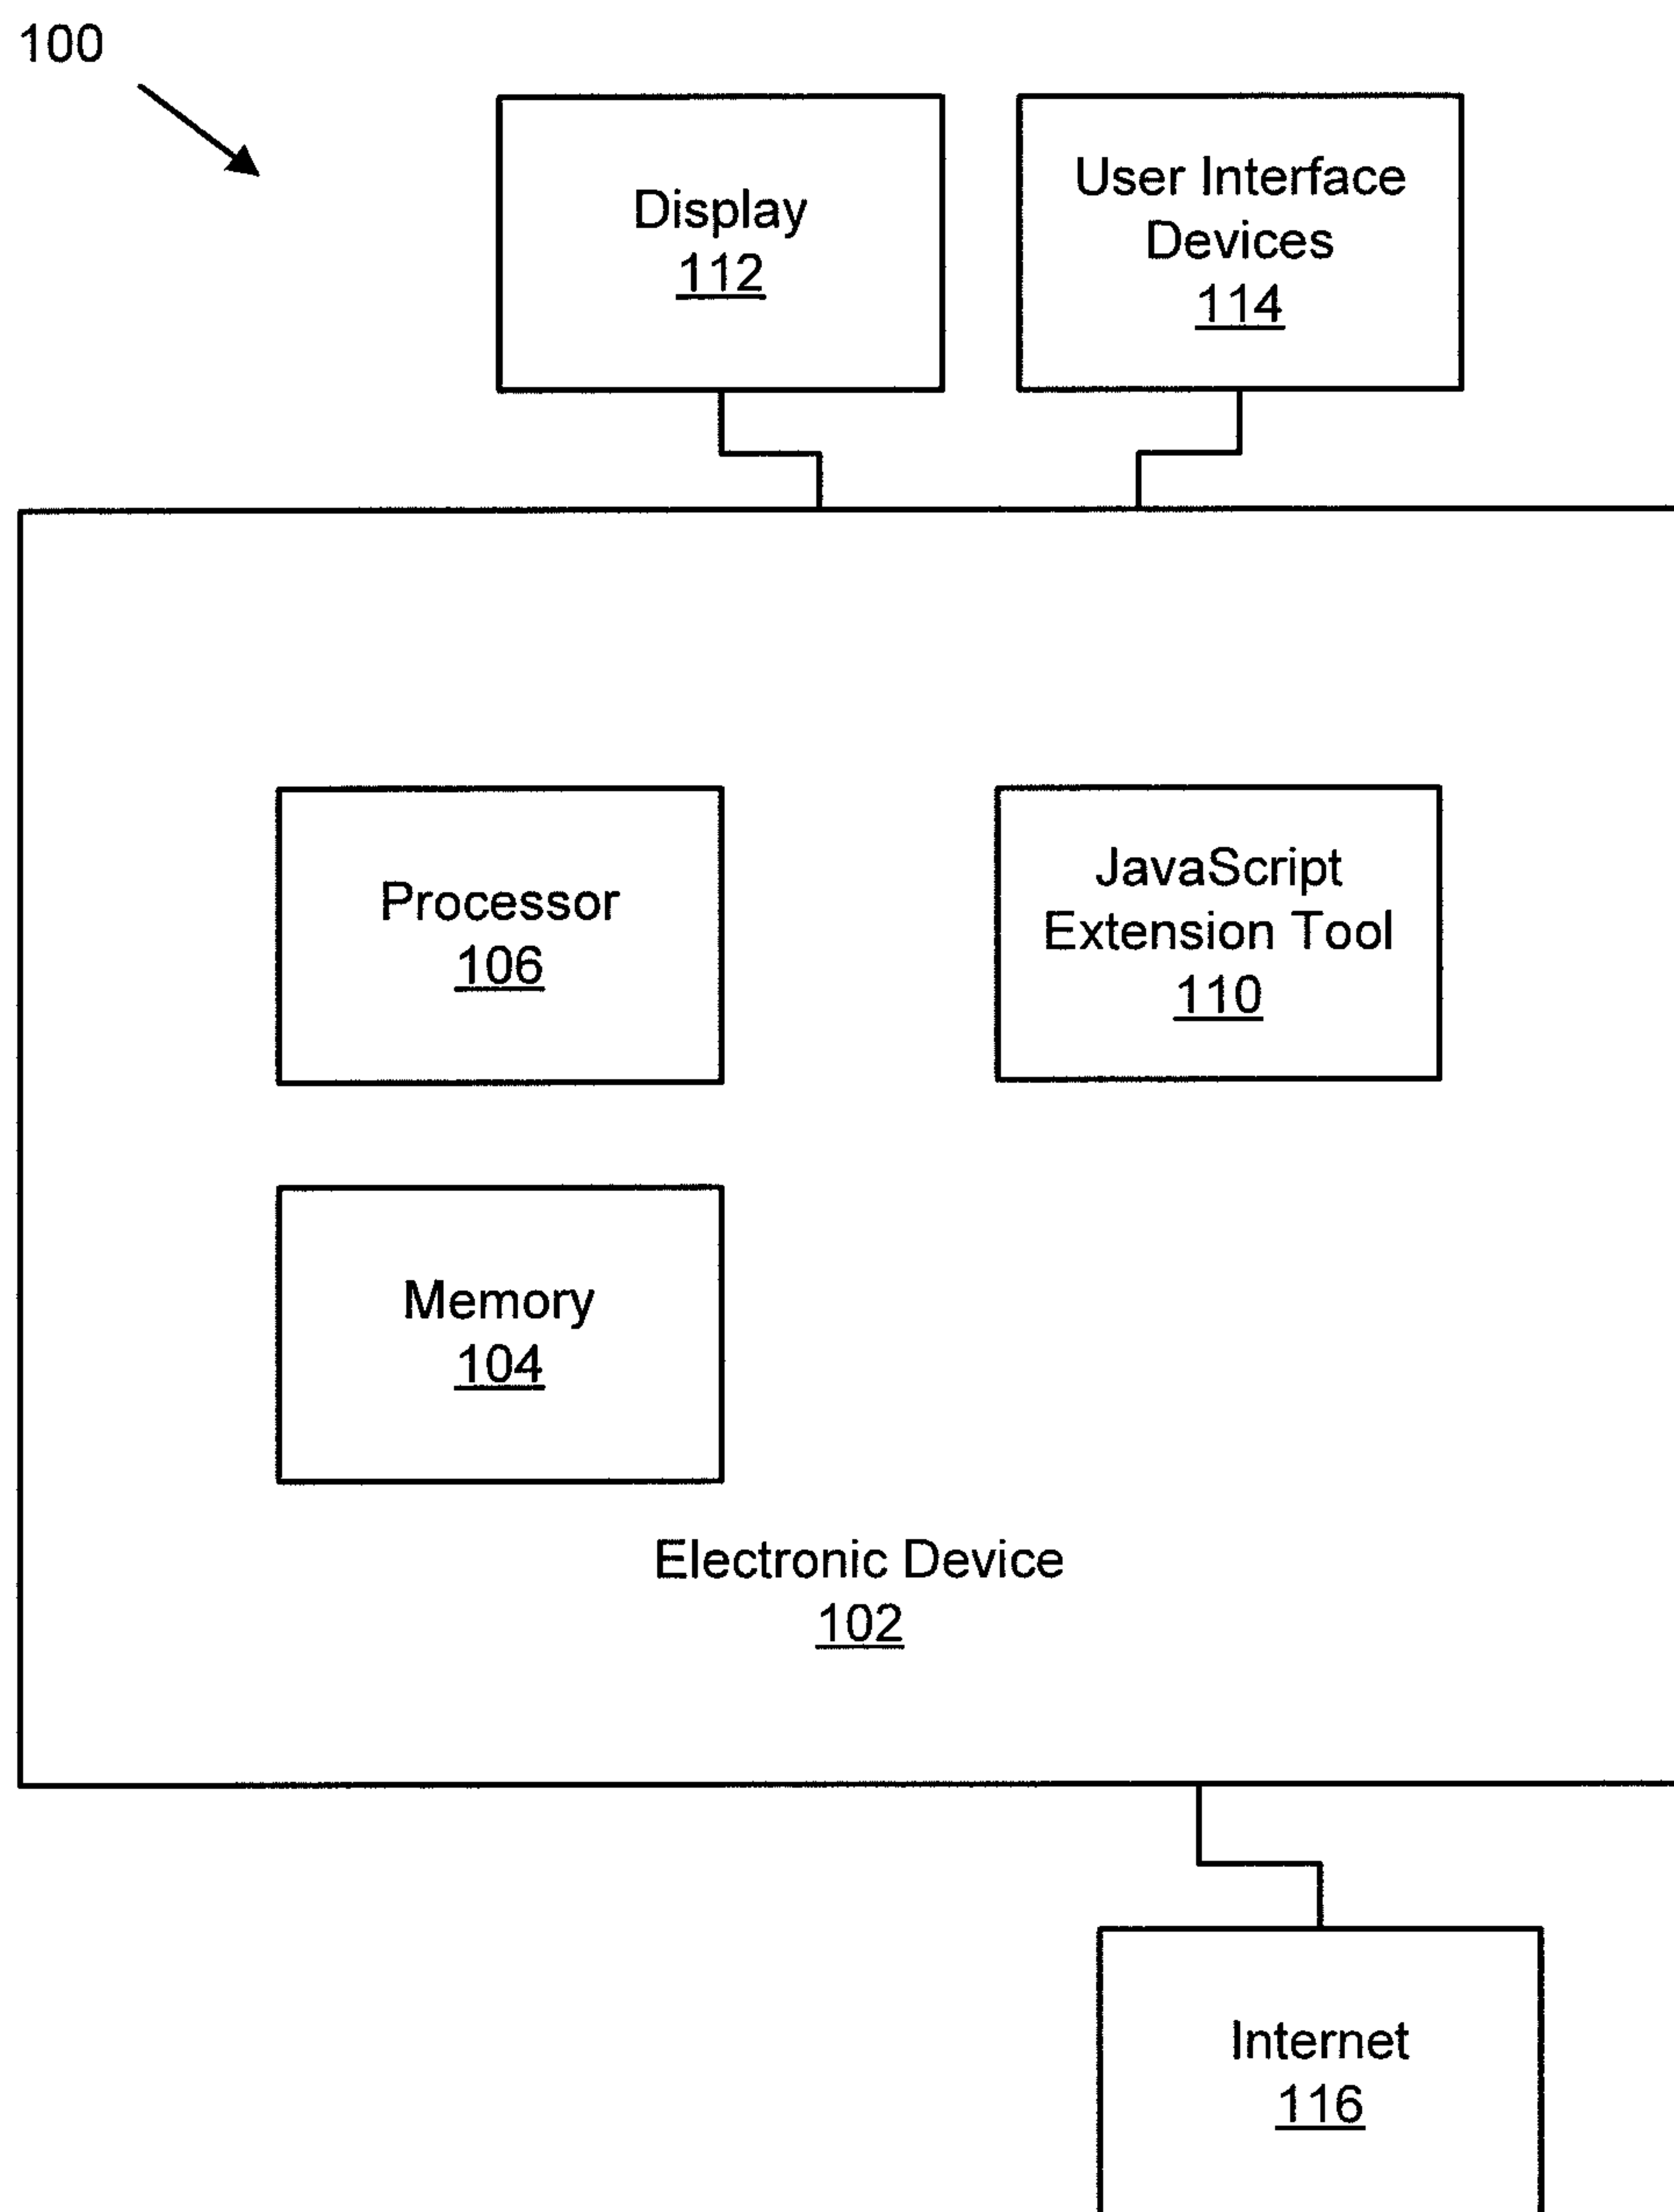 100
Display
112
User Interface
Devices
114
Processor
106
JavaScript
Extension Tool
110
Memory
104
Electronic Device
102
Internet
116